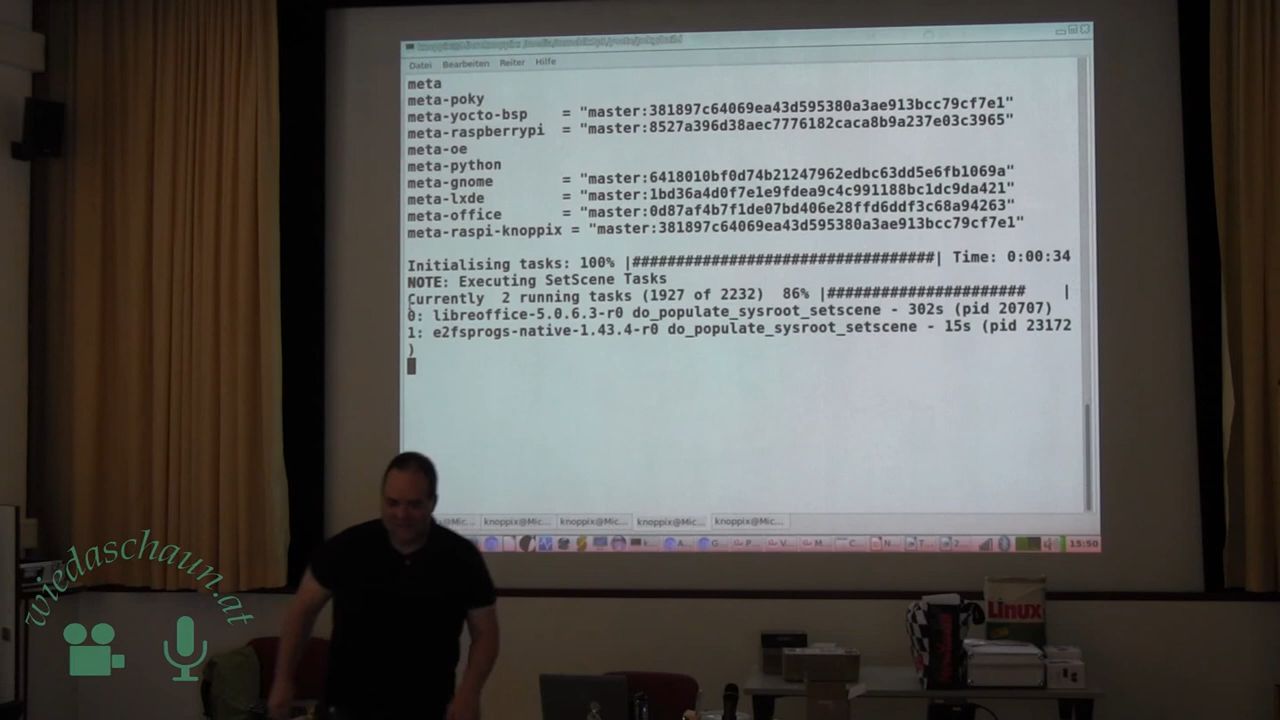 Datei Bearbeiten Reiter Hilfe
meta
meta-poky
meta-yocto-bsp = "master:381897c64069ea43d595380a3ae913bcc79cf7e1"
meta-raspberrypi = "master:8527a396d38aec7776182caca8b9a237e03c3965"
meta-oe
meta-python
meta-gnome = "master:6418010bf0d74b21247962edbc63dd5e6fb1069a"
meta-lxde = "master:1bd36a4d0f7e1e9fdea9c4c991188bc1dc9da421"
meta-office = "master:0d87af4b7f1de07bd406e28ffd6ddf3c68a94263"
meta-raspi-knoppix = "master:381897c64069ea43d595380a3ae913bcc79cf7e1"
Initialising tasks: 100% |###################################| Time: 0:00:34
NOTE: Executing SetScene Tasks
Currently 2 running tasks (1927 of 2232) 86% |####################### |
0: libreoffice-5.0.6.3-r0 do_populate_sysroot_setscene - 302s (pid 20707)
1: e2fsprogs-native-1.43.4-r0 do_populate_sysroot_setscene - 15s (pid 23172
)
@Mic... knoppix@Mic... knoppix@Mic... knoppix@Mic... knoppix@Mic...
15:50
Linux
wiedaschaun.at